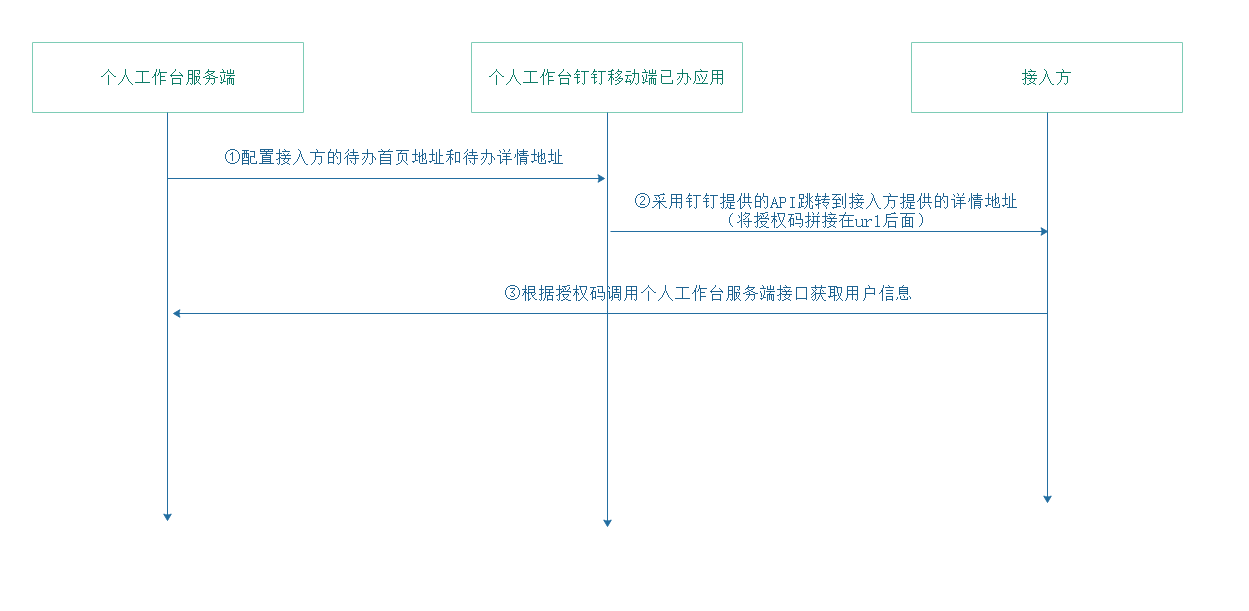 个人工作台服务端
个人工作台钉钉移动端已办应用
接入方
①配置接入方的待办首页地址和待办详情地址
②采用钉钉提供的API跳转到接入方提供的详情地址
（将授权码拼接在url后面）
③根据授权码调用个人工作台服务端接口获取用户信息